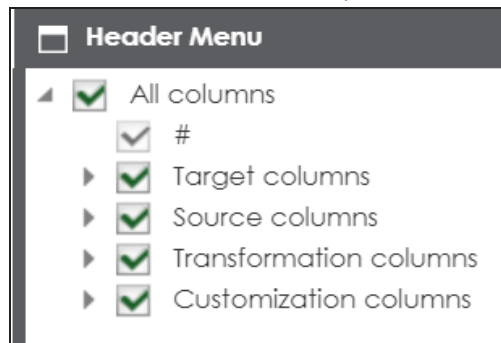 Header Menu
All columns
#
Target columns
Source columns
Transformation columns
Customization columns